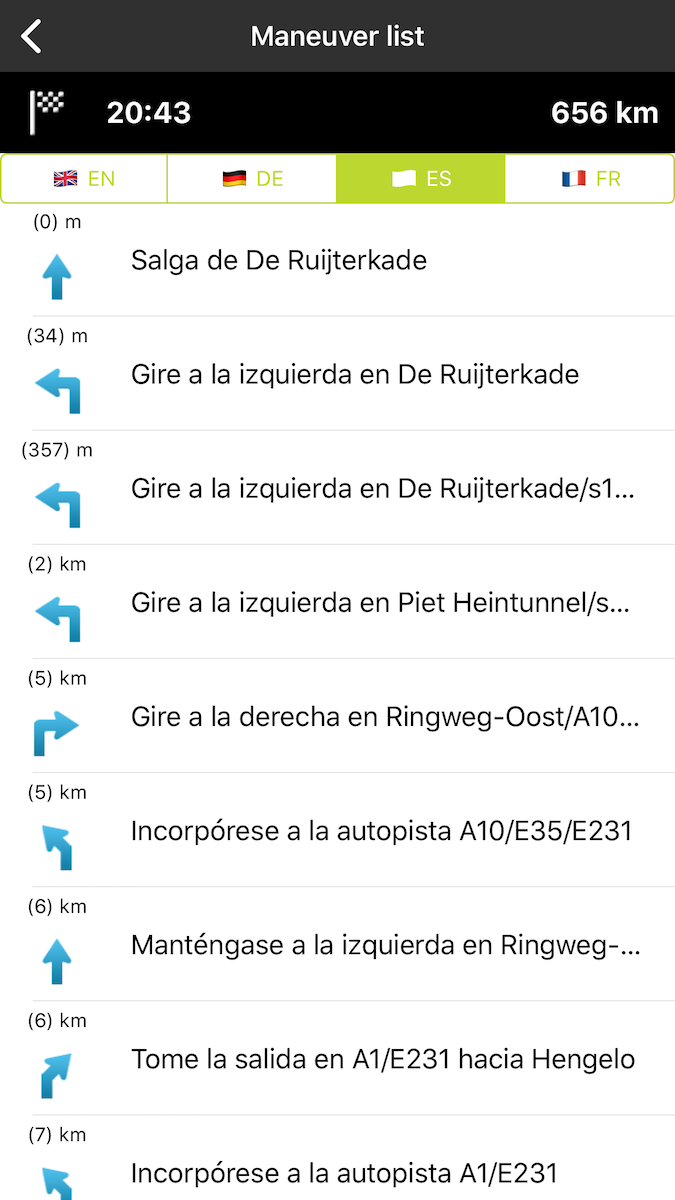 Maneuver list
20:43 656 km
EN DE ES FR
(0) m
Salga de De Ruijterkade
(34) m
Gire a la izquierda en De Ruijterkade
(357) m
Gire a la izquierda en De Ruijterkade/s1...
(2) km
Gire a la izquierda en Piet Heintunnel/s...
(5) km
Gire a la derecha en Ringweg-Oost/A10...
(5) km
Incorpórese a la autopista A10/E35/E231
(6) km
Manténgase a la izquierda en Ringweg-...
(6) km
Tome la salida en A1/E231 hacia Hengelo
(7) km
Incorpórese a la autopista A1/E231